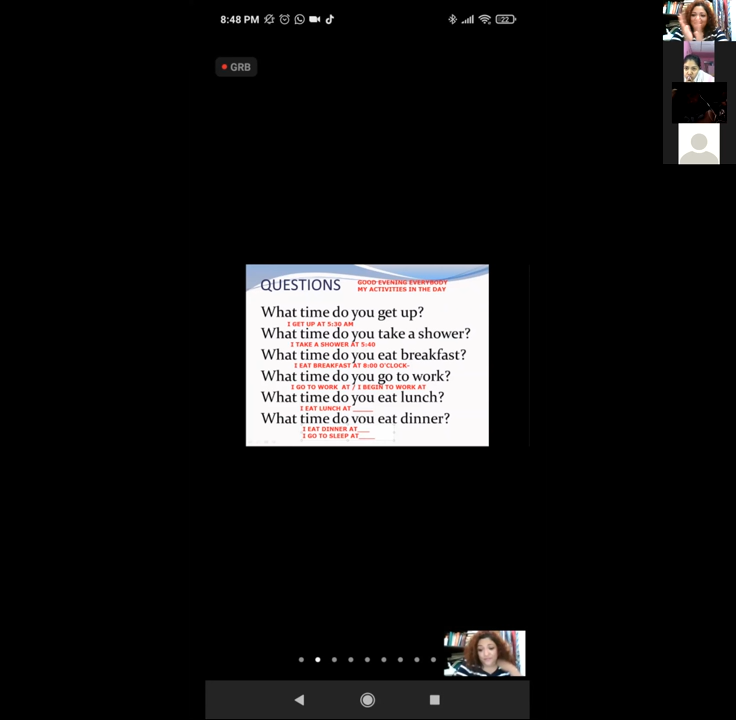 8:48 PM
22
GRB
QUESTIONS
GOOD EVENING EVERYBODY
MY ACTIVITIES IN THE DAY
What time do you get up?
I GET UP AT 5:30 AM
What time do you take a shower?
I TAKE A SHOWER AT 5:40
What time do you eat breakfast?
I EAT BREAKFAST AT 8:00 O'CLOCK-
What time do you go to work?
I GO TO WORK AT / I BEGIN TO WORK AT
What time do you eat lunch?
I EAT LUNCH AT _____
What time do you eat dinner?
I EAT DINNER AT___
I GO TO SLEEP AT____